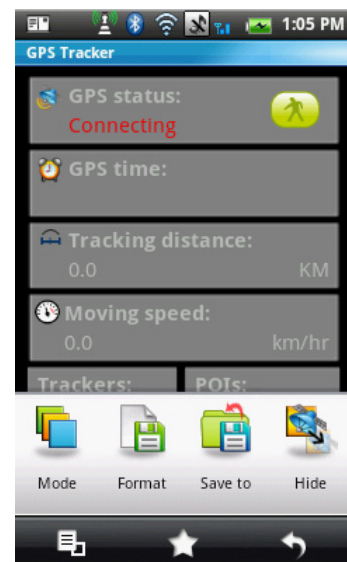 1:05 PM
GPS Tracker
GPS status:
Connecting
GPS time:
Tracking distance:
0.0 KM
Moving speed:
0.0 km/hr
Trackers: POIs:
Mode Format Save to Hide